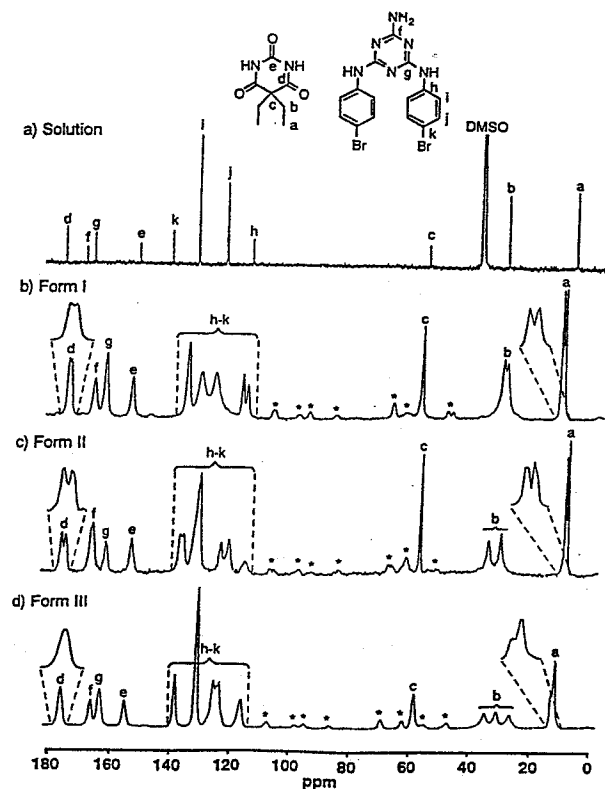 NH₂
f
O
N N
HN e NH
HN N NH
g
d
h
O O
i
c b
j
a
k
Br Br
DMSO
a) Solution
i
j
d
f
g
e
k
h
c
b
a
b) Form I
h-k
d
f
g
e
* * * * * * * *
c
b
a
c) Form II
h-k
d
f
g
e
* * * * * * * *
c
b
a
d) Form III
h-k
d
f
g
e
* * * * * * * *
c
b
a
180 160 140 120 100 80 60 40 20 0
ppm